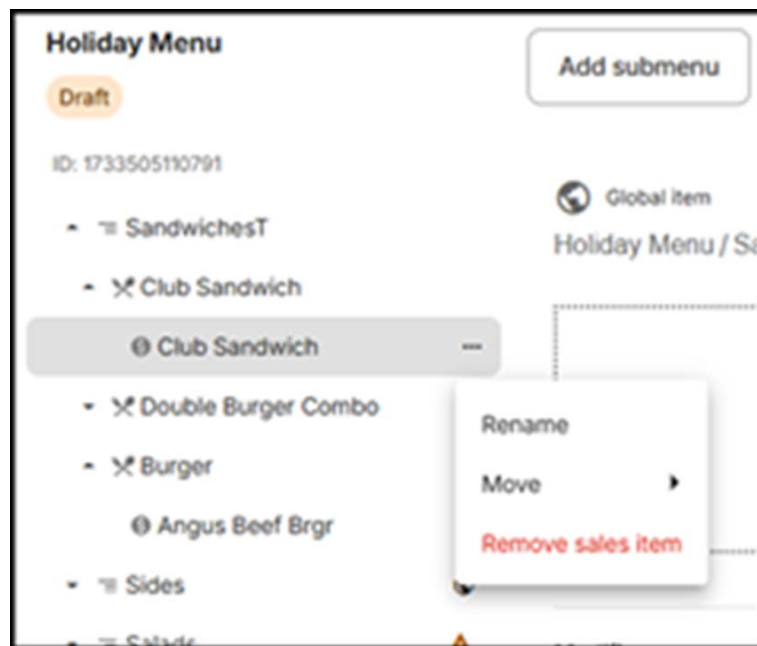 Holiday Menu
Add submenu
Draft
ID: 1733505110791
Global item
Holiday Menu / Sa
SandwichesT
Club Sandwich
Club Sandwich
Double Burger Combo
Burger
Angus Beef Brgr
Sides
Salads
Rename
Move
Remove sales item